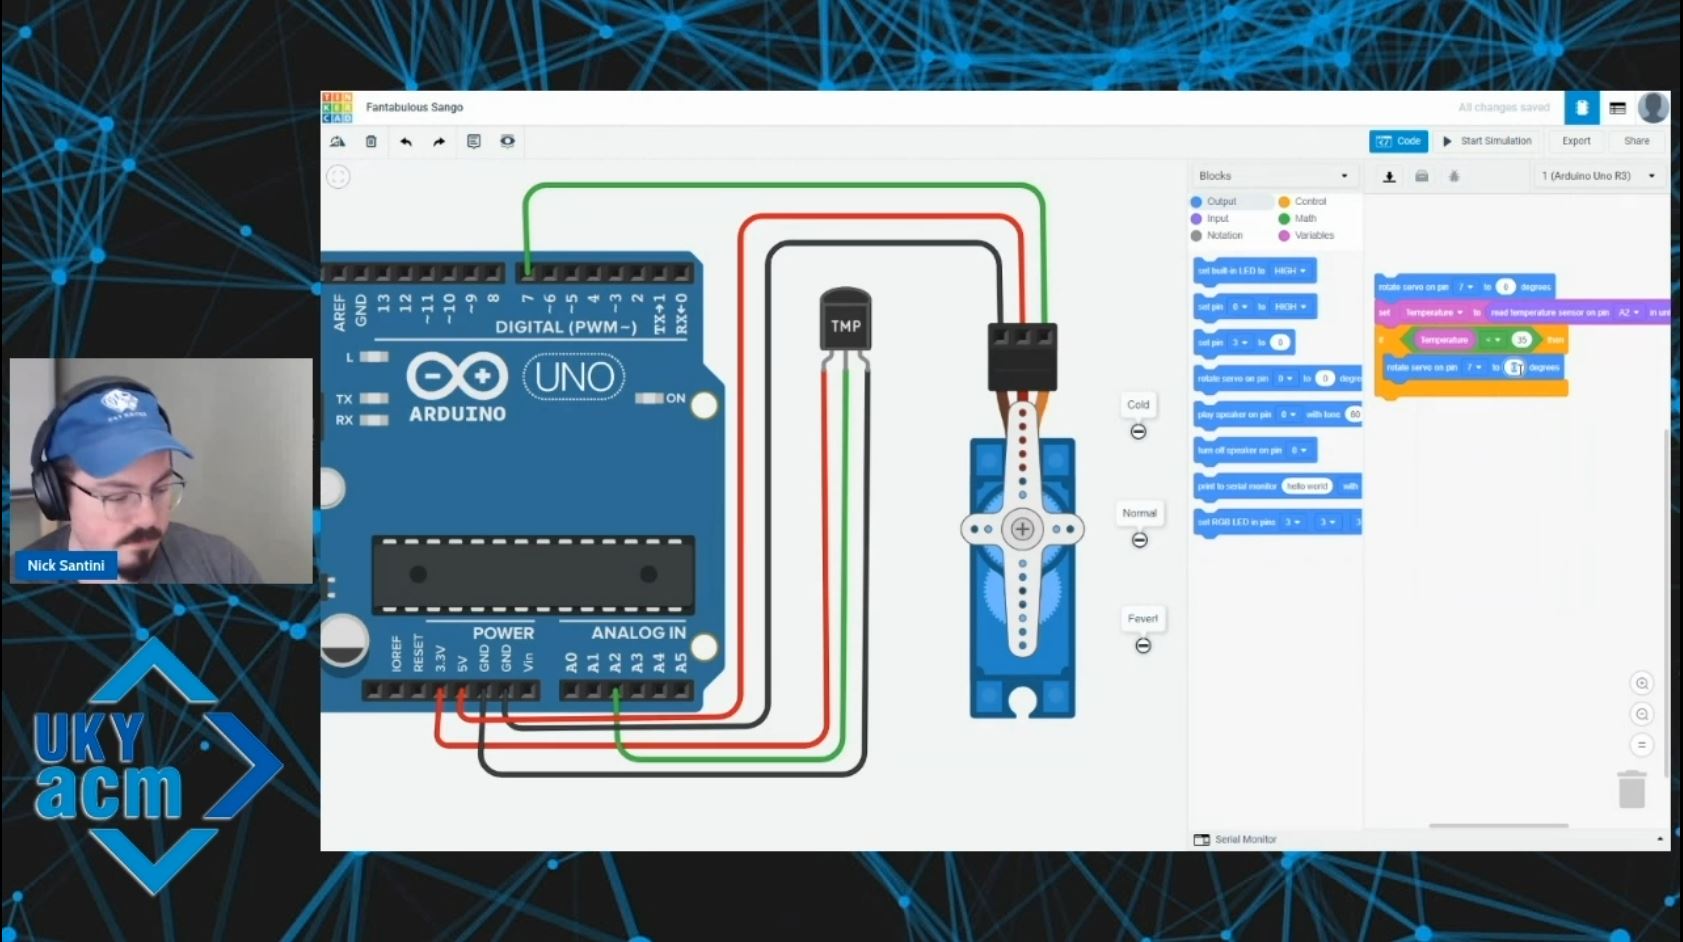 TIN
KER
CAD
Fantabulous Sango
All changes saved
Code
Start Simulation
Export
Share
Blocks
1 (Arduino Uno R3)
Output
Control
Input
Math
Notation
Variables
set built-in LED to HIGH
set pin 0 to HIGH
set pin 3 to 0
rotate servo on pin 0 to 0 degre
play speaker on pin 0 with tone 60
turn off speaker on pin 0
print to serial monitor hello world with
set RGB LED in pins 3 3 3
rotate servo on pin 7 to 0 degrees
set Temperature to read temperature sensor on pin A2 in un
if Temperature < 35 then
rotate servo on pin 7 to degrees
AREF
GND
13
12
~11
~10
~9
8
7
~6
~5
4
~3
2
TX→1
RX←0
DIGITAL (PWM~)
L
TX
RX
UNO
ARDUINO
ON
TMP
Cold
Normal
Fever!
POWER
ANALOG IN
IOREF
RESET
3.3V
5V
GND
GND
Vin
A0
A1
A2
A3
A4
A5
Serial Monitor
Nick Santini
UKY
acm